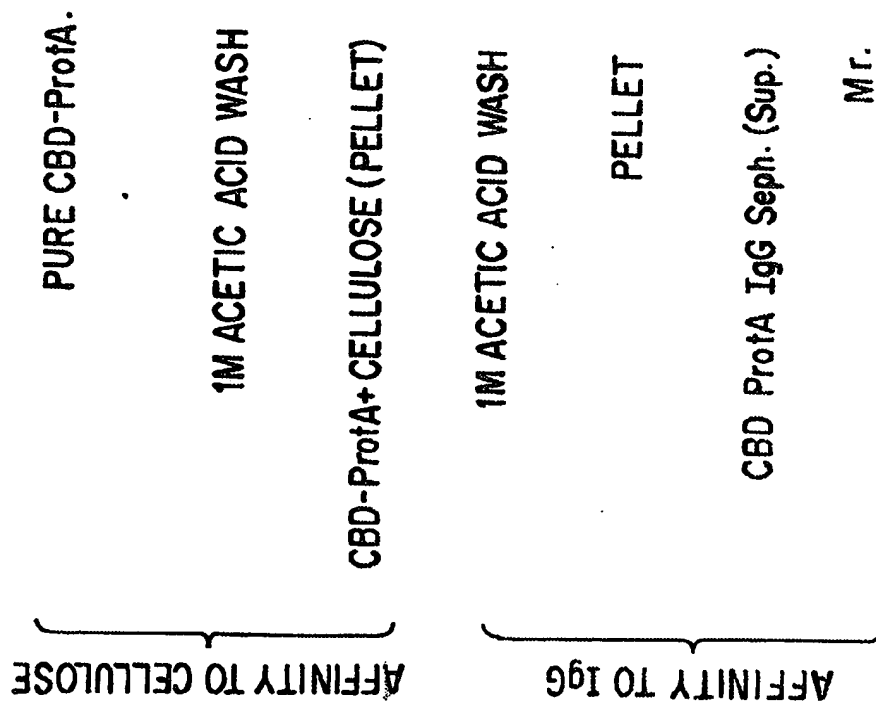 AFFINITY TO CELLULOSE
PURE CBD-ProtA.
1M ACETIC ACID WASH
CBD-ProtA+CELLULOSE (PELLET)
AFFINITY TO IgG
1M ACETIC ACID WASH
PELLET
CBD ProtA IgG Seph. (Sup.)
Mr.